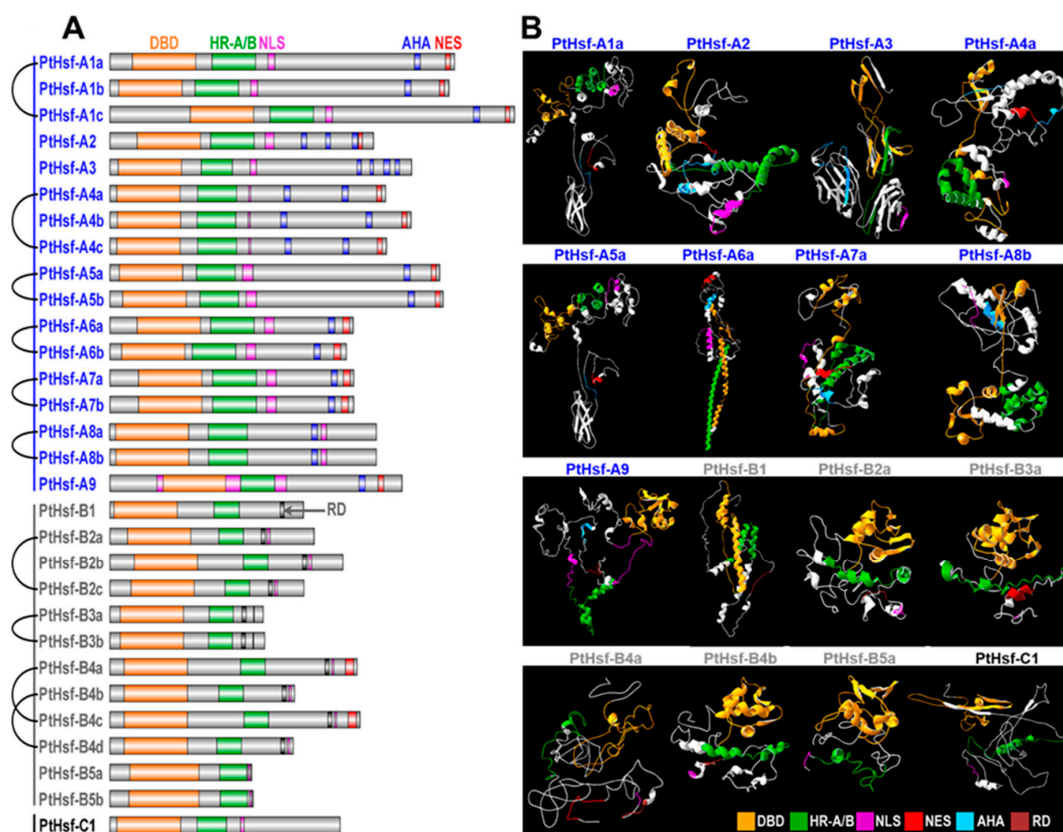 A
DBD HR-A/B NLS AHA NES
PtHsf-A1a
PtHsf-A1b
PtHsf-A1c
PtHsf-A2
PtHsf-A3
PtHsf-A4a
PtHsf-A4b
PtHsf-A4c
PtHsf-A5a
PtHsf-A5b
PtHsf-A6a
PtHsf-A6b
PtHsf-A7a
PtHsf-A7b
PtHsf-A8a
PtHsf-A8b
PtHsf-A9
PtHsf-B1 RD
PtHsf-B2a
PtHsf-B2b
PtHsf-B2c
PtHsf-B3a
PtHsf-B3b
PtHsf-B4a
PtHsf-B4b
PtHsf-B4c
PtHsf-B4d
PtHsf-B5a
PtHsf-B5b
PtHsf-C1
B
PtHsf-A1a PtHsf-A2 PtHsf-A3 PtHsf-A4a
PtHsf-A5a PtHsf-A6a PtHsf-A7a PtHsf-A8b
PtHsf-A9 PtHsf-B1 PtHsf-B2a PtHsf-B3a
PtHsf-B4a PtHsf-B4b PtHsf-B5a PtHsf-C1
DBD HR-A/B NLS NES AHA RD